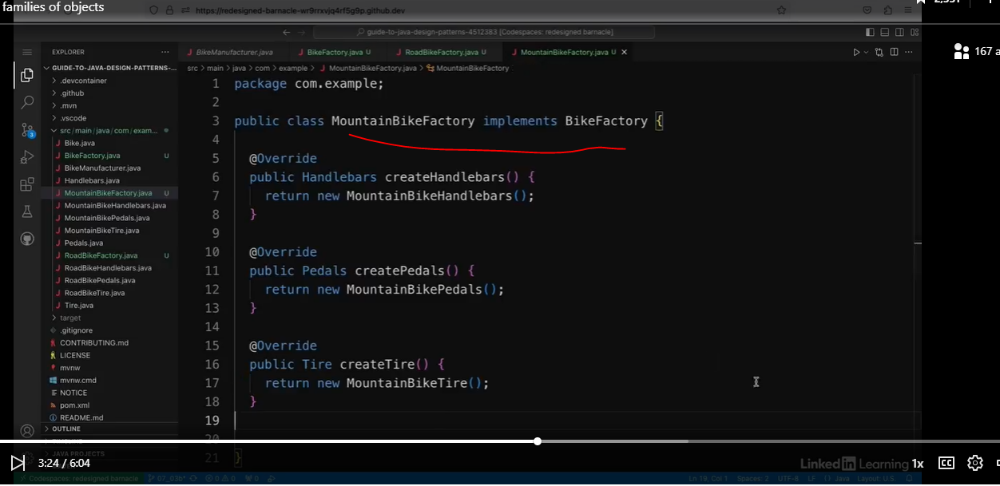 families of objects
https://redesigned-barnacle-wr9rrxvjq4rf5g9p.github.dev
guide-to-java-design-patterns-4512383 [Codespaces: redesigned barnacle]
167 a
EXPLORER
BikeManufacturer.java
BikeFactory.java U
RoadBikeFactory.java U
MountainBikeFactory.java U
GUIDE-TO-JAVA-DESIGN-PATTERNS-...
src > main > java > com > example > MountainBikeFactory.java > MountainBikeFactory
.devcontainer
.github
.mvn
.vscode
src/main/java/com/exam...
Bike.java
BikeFactory.java U
BikeManufacturer.java
Handlebars.java
MountainBikeFactory.java U
MountainBikeHandlebars.java
MountainBikePedals.java
MountainBikeTire.java
Pedals.java
RoadBikeFactory.java U
RoadBikeHandlebars.java
RoadBikePedals.java
RoadBikeTire.java
Tire.java
target
.gitignore
CONTRIBUTING.md
LICENSE
mvnw
mvnw.cmd
NOTICE
pom.xml
README.md
OUTLINE
TIMELINE
JAVA PROJECTS
3
1 package com.example;
2
3 public class MountainBikeFactory implements BikeFactory {
4
5 @Override
6 public Handlebars createHandlebars() {
7 return new MountainBikeHandlebars();
8 }
9
10 @Override
11 public Pedals createPedals() {
12 return new MountainBikePedals();
13 }
14
15 @Override
16 public Tire createTire() {
17 return new MountainBikeTire();
18 }
19
20
21 }
3:24 / 6:04
LinkedIn Learning
1x
CC
Codespaces: redesigned barnacle
07_03b*
0 0
0
Ln 19, Col 1
Spaces: 2
UTF-8
LF
Java
Layout: U.S.